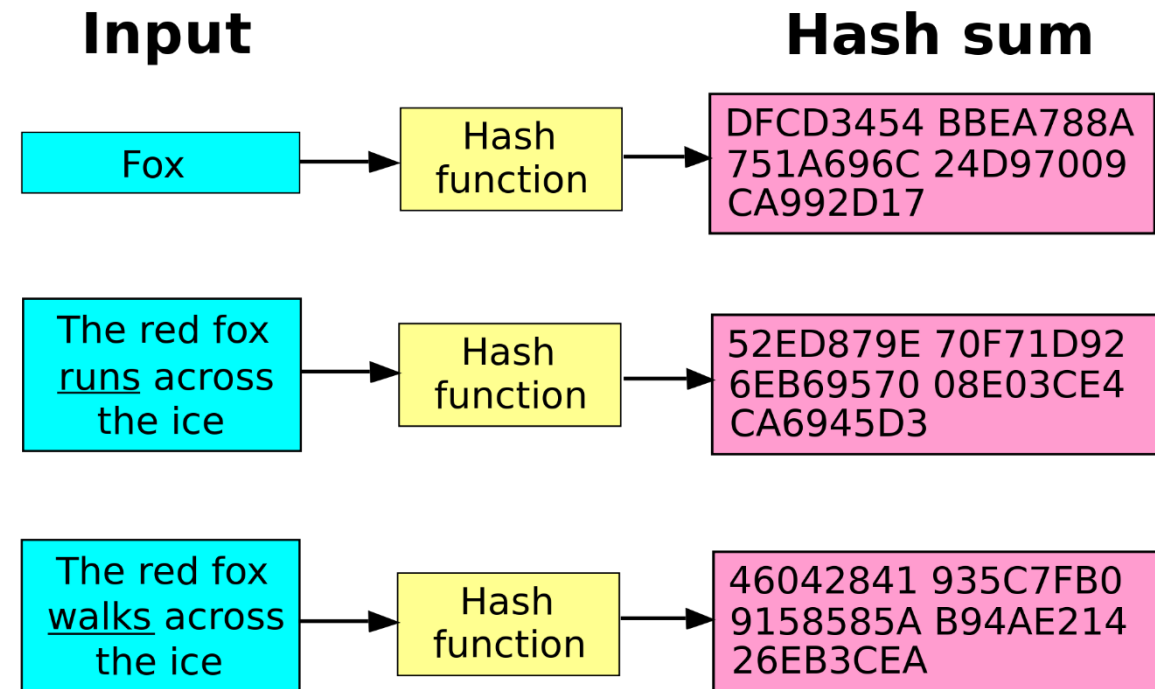 Input
Hash sum
Fox
Hash
function
DFCD3454 BBEA788A
751A696C 24D97009
CA992D17
The red fox
runs across
the ice
Hash
function
52ED879E 70F71D92
6EB69570 08E03CE4
CA6945D3
The red fox
walks across
the ice
Hash
function
46042841 935C7FB0
9158585A B94AE214
26EB3CEA